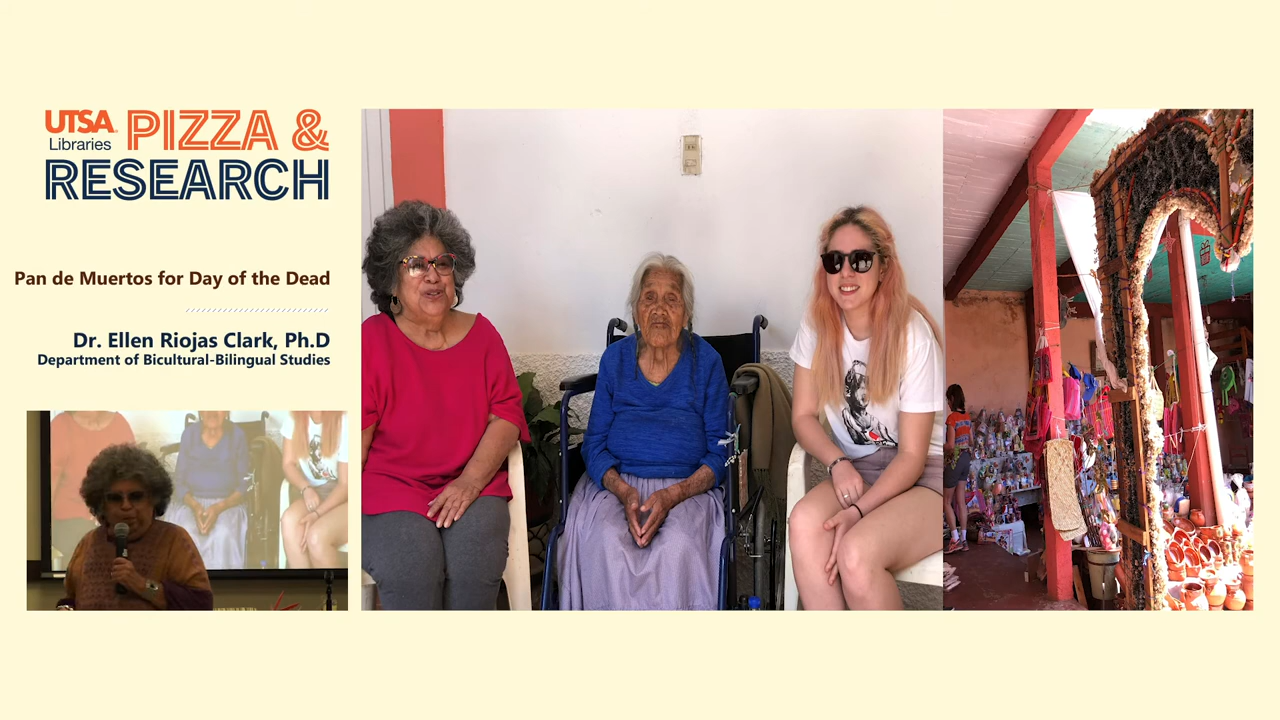 UTSA PIZZA &
Libraries
RESEARCH
Pan de Muertos for Day of the Dead
Dr. Ellen Riojas Clark, Ph.D
Department of Bicultural-Bilingual Studies